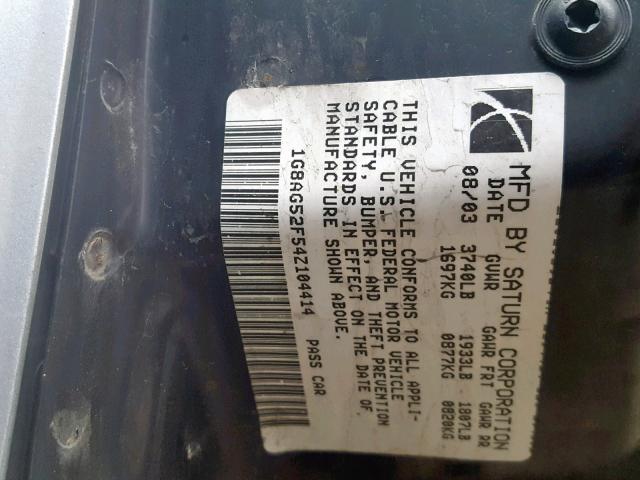 MFD BY SATURN CORPORATION
DATE GVWR GAWR FRT GAWR RR
08/03 3740LB 1933LB 1807LB
1697KG 0877KG 0820KG
THIS VEHICLE CONFORMS TO ALL APPLI-
CABLE U.S. FEDERAL MOTOR VEHICLE
SAFETY, BUMPER, AND THEFT PREVENTION
STANDARDS IN EFFECT ON THE DATE OF
MANUFACTURE SHOWN ABOVE.
1G8AG52F54Z104414 PASS CAR